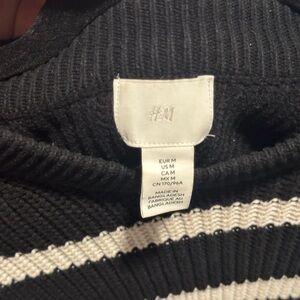 H&M
EUR M
US M
CA M
MX M
CN 170/96A
MADE IN
BANGLADESH
FABRIQUÉ AU
BANGLADESH